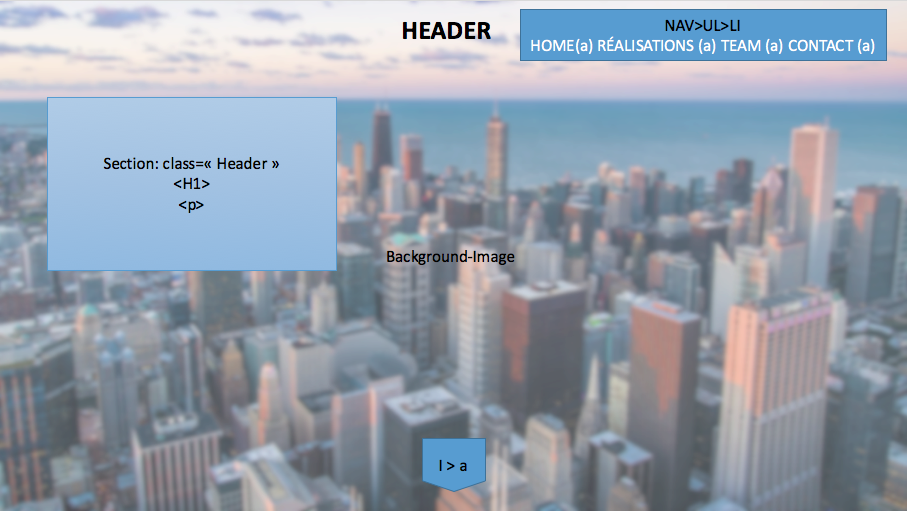 HEADER
NAV>UL>LI
HOME(a) RÉALISATIONS (a) TEAM (a) CONTACT (a)
Section: class=« Header »
<H1>
<p>
Background-Image
I > a